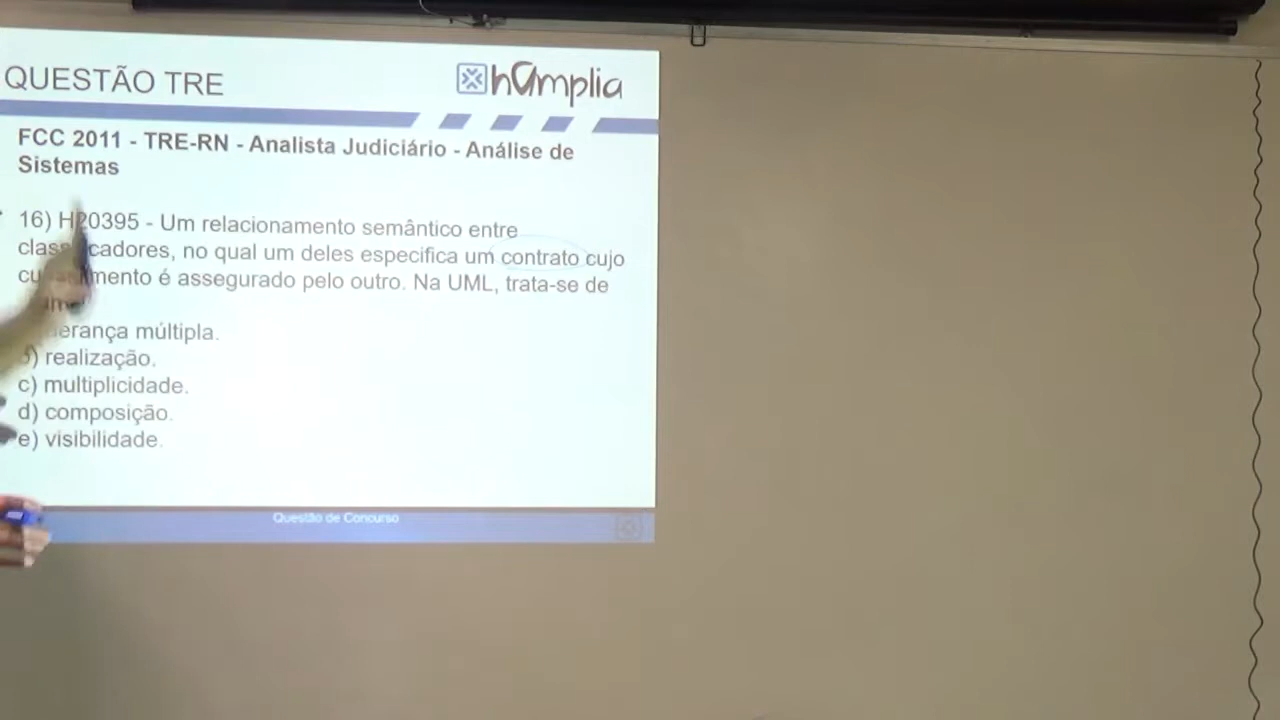 QUESTÃO TRE
hamplia
FCC 2011 - TRE-RN - Analista Judiciário - Análise de
Sistemas
16) H20395 - Um relacionamento semântico entre
classificadores, no qual um deles especifica um contrato cujo
cumprimento é assegurado pelo outro. Na UML, trata-se de
herança múltipla.
b) realização.
c) multiplicidade.
d) composição.
e) visibilidade.
Questão de Concurso